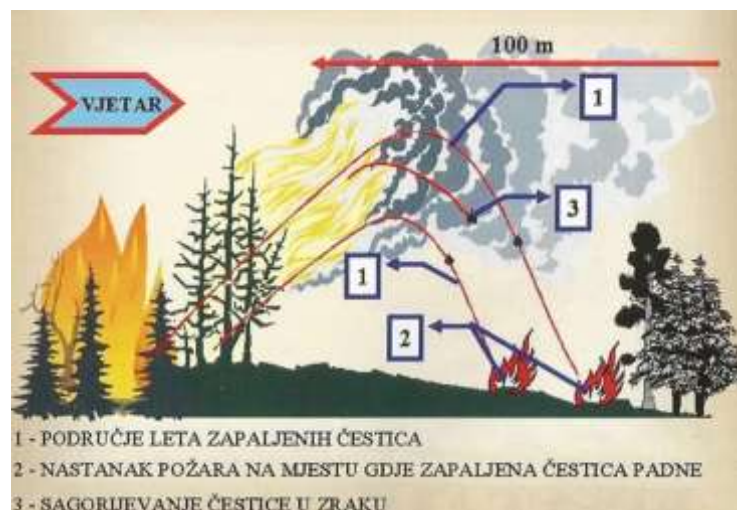 100 m
VJETAR
1
3
1
2
1 - PODRUČJE LETA ZAPALJENIH ČESTICA
2 - NASTANAK POŽARA NA MJESTU GDJE ZAPALJENA ČESTICA PADNE
3 - SAGORIJEVANJE ČESTICE U ZRAKU